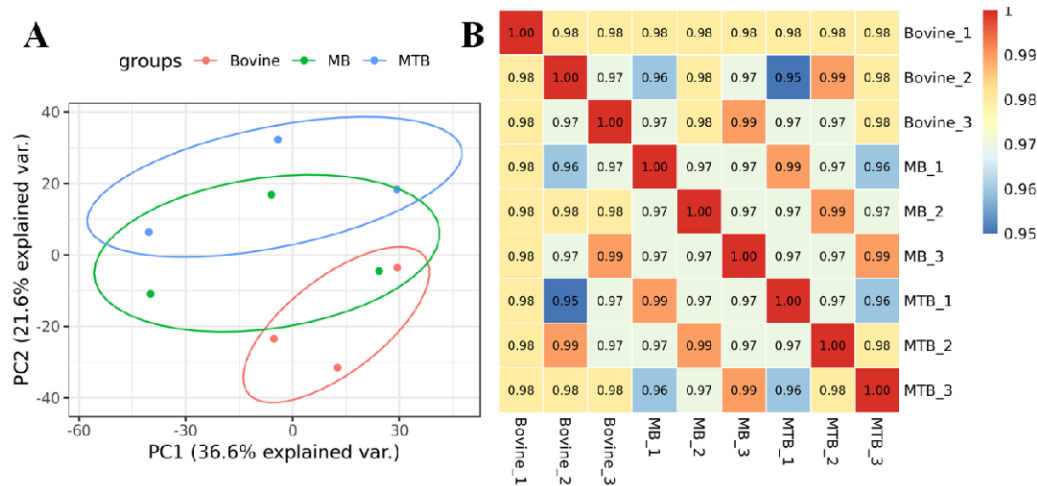 A
groups Bovine MB MTB
40
20
0
-20
-40
-60 -30 0 30
PC1 (36.6% explained var.)
PC2 (21.6% explained var.)
B
1.00 0.98 0.98 0.98 0.98 0.98 0.98 0.98 0.98 Bovine_1
0.98 1.00 0.97 0.96 0.98 0.97 0.95 0.99 0.98 Bovine_2
0.98 0.97 1.00 0.97 0.98 0.99 0.97 0.97 0.98 Bovine_3
0.98 0.96 0.97 1.00 0.97 0.97 0.99 0.97 0.96 MB_1
0.98 0.98 0.98 0.97 1.00 0.97 0.97 0.99 0.97 MB_2
0.98 0.97 0.99 0.97 0.97 1.00 0.97 0.97 0.99 MB_3
0.98 0.95 0.97 0.99 0.97 0.97 1.00 0.97 0.96 MTB_1
0.98 0.99 0.97 0.97 0.99 0.97 0.97 1.00 0.98 MTB_2
0.98 0.98 0.98 0.96 0.97 0.99 0.96 0.98 1.00 MTB_3
Bovine_1 Bovine_2 Bovine_3 MB_1 MB_2 MB_3 MTB_1 MTB_2 MTB_3
1
0.99
0.98
0.97
0.96
0.95